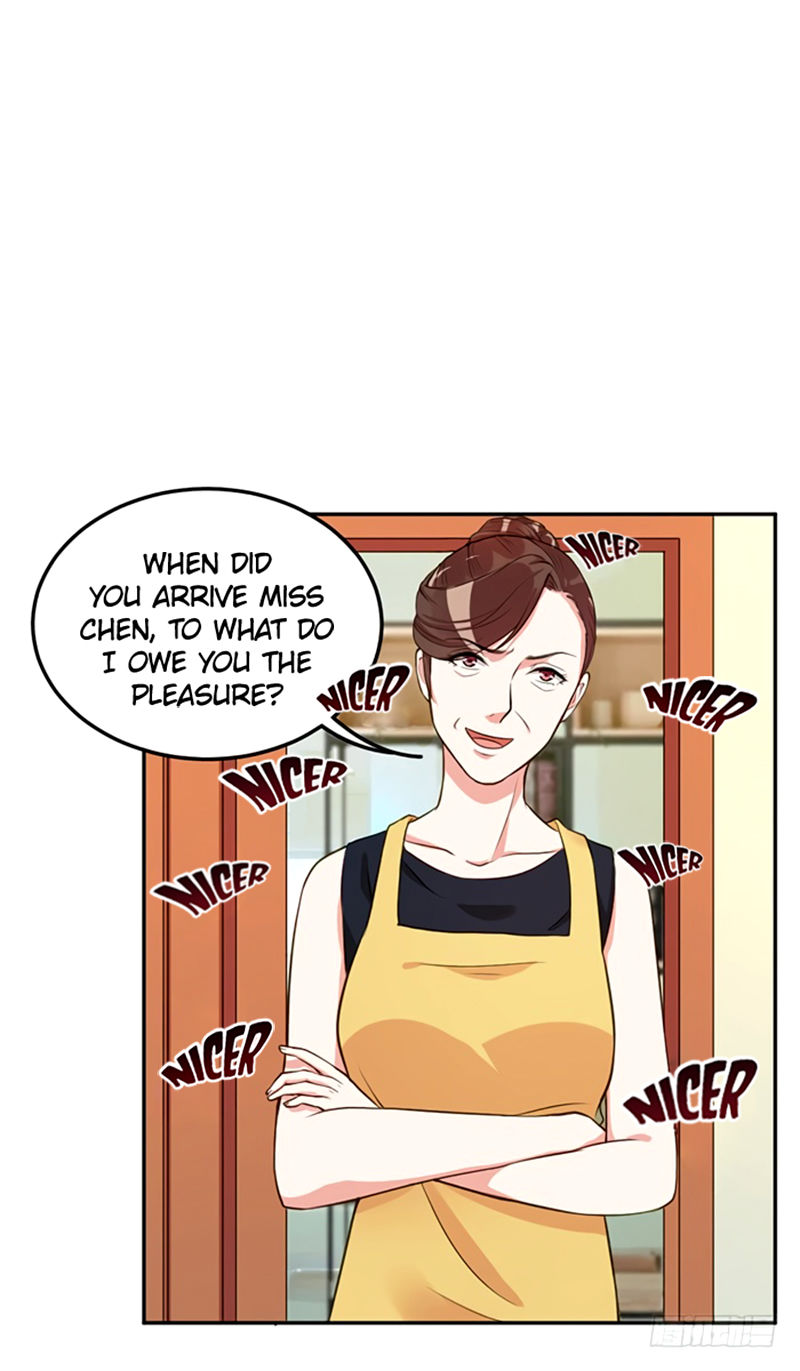 WHEN DID
YOU ARRIVE MISS
CHEN, TO WHAT DO
I OWE YOU THE
PLEASURE?
NICER
NICER
NICER
NICER
NICER
NICER
NICER
NICER